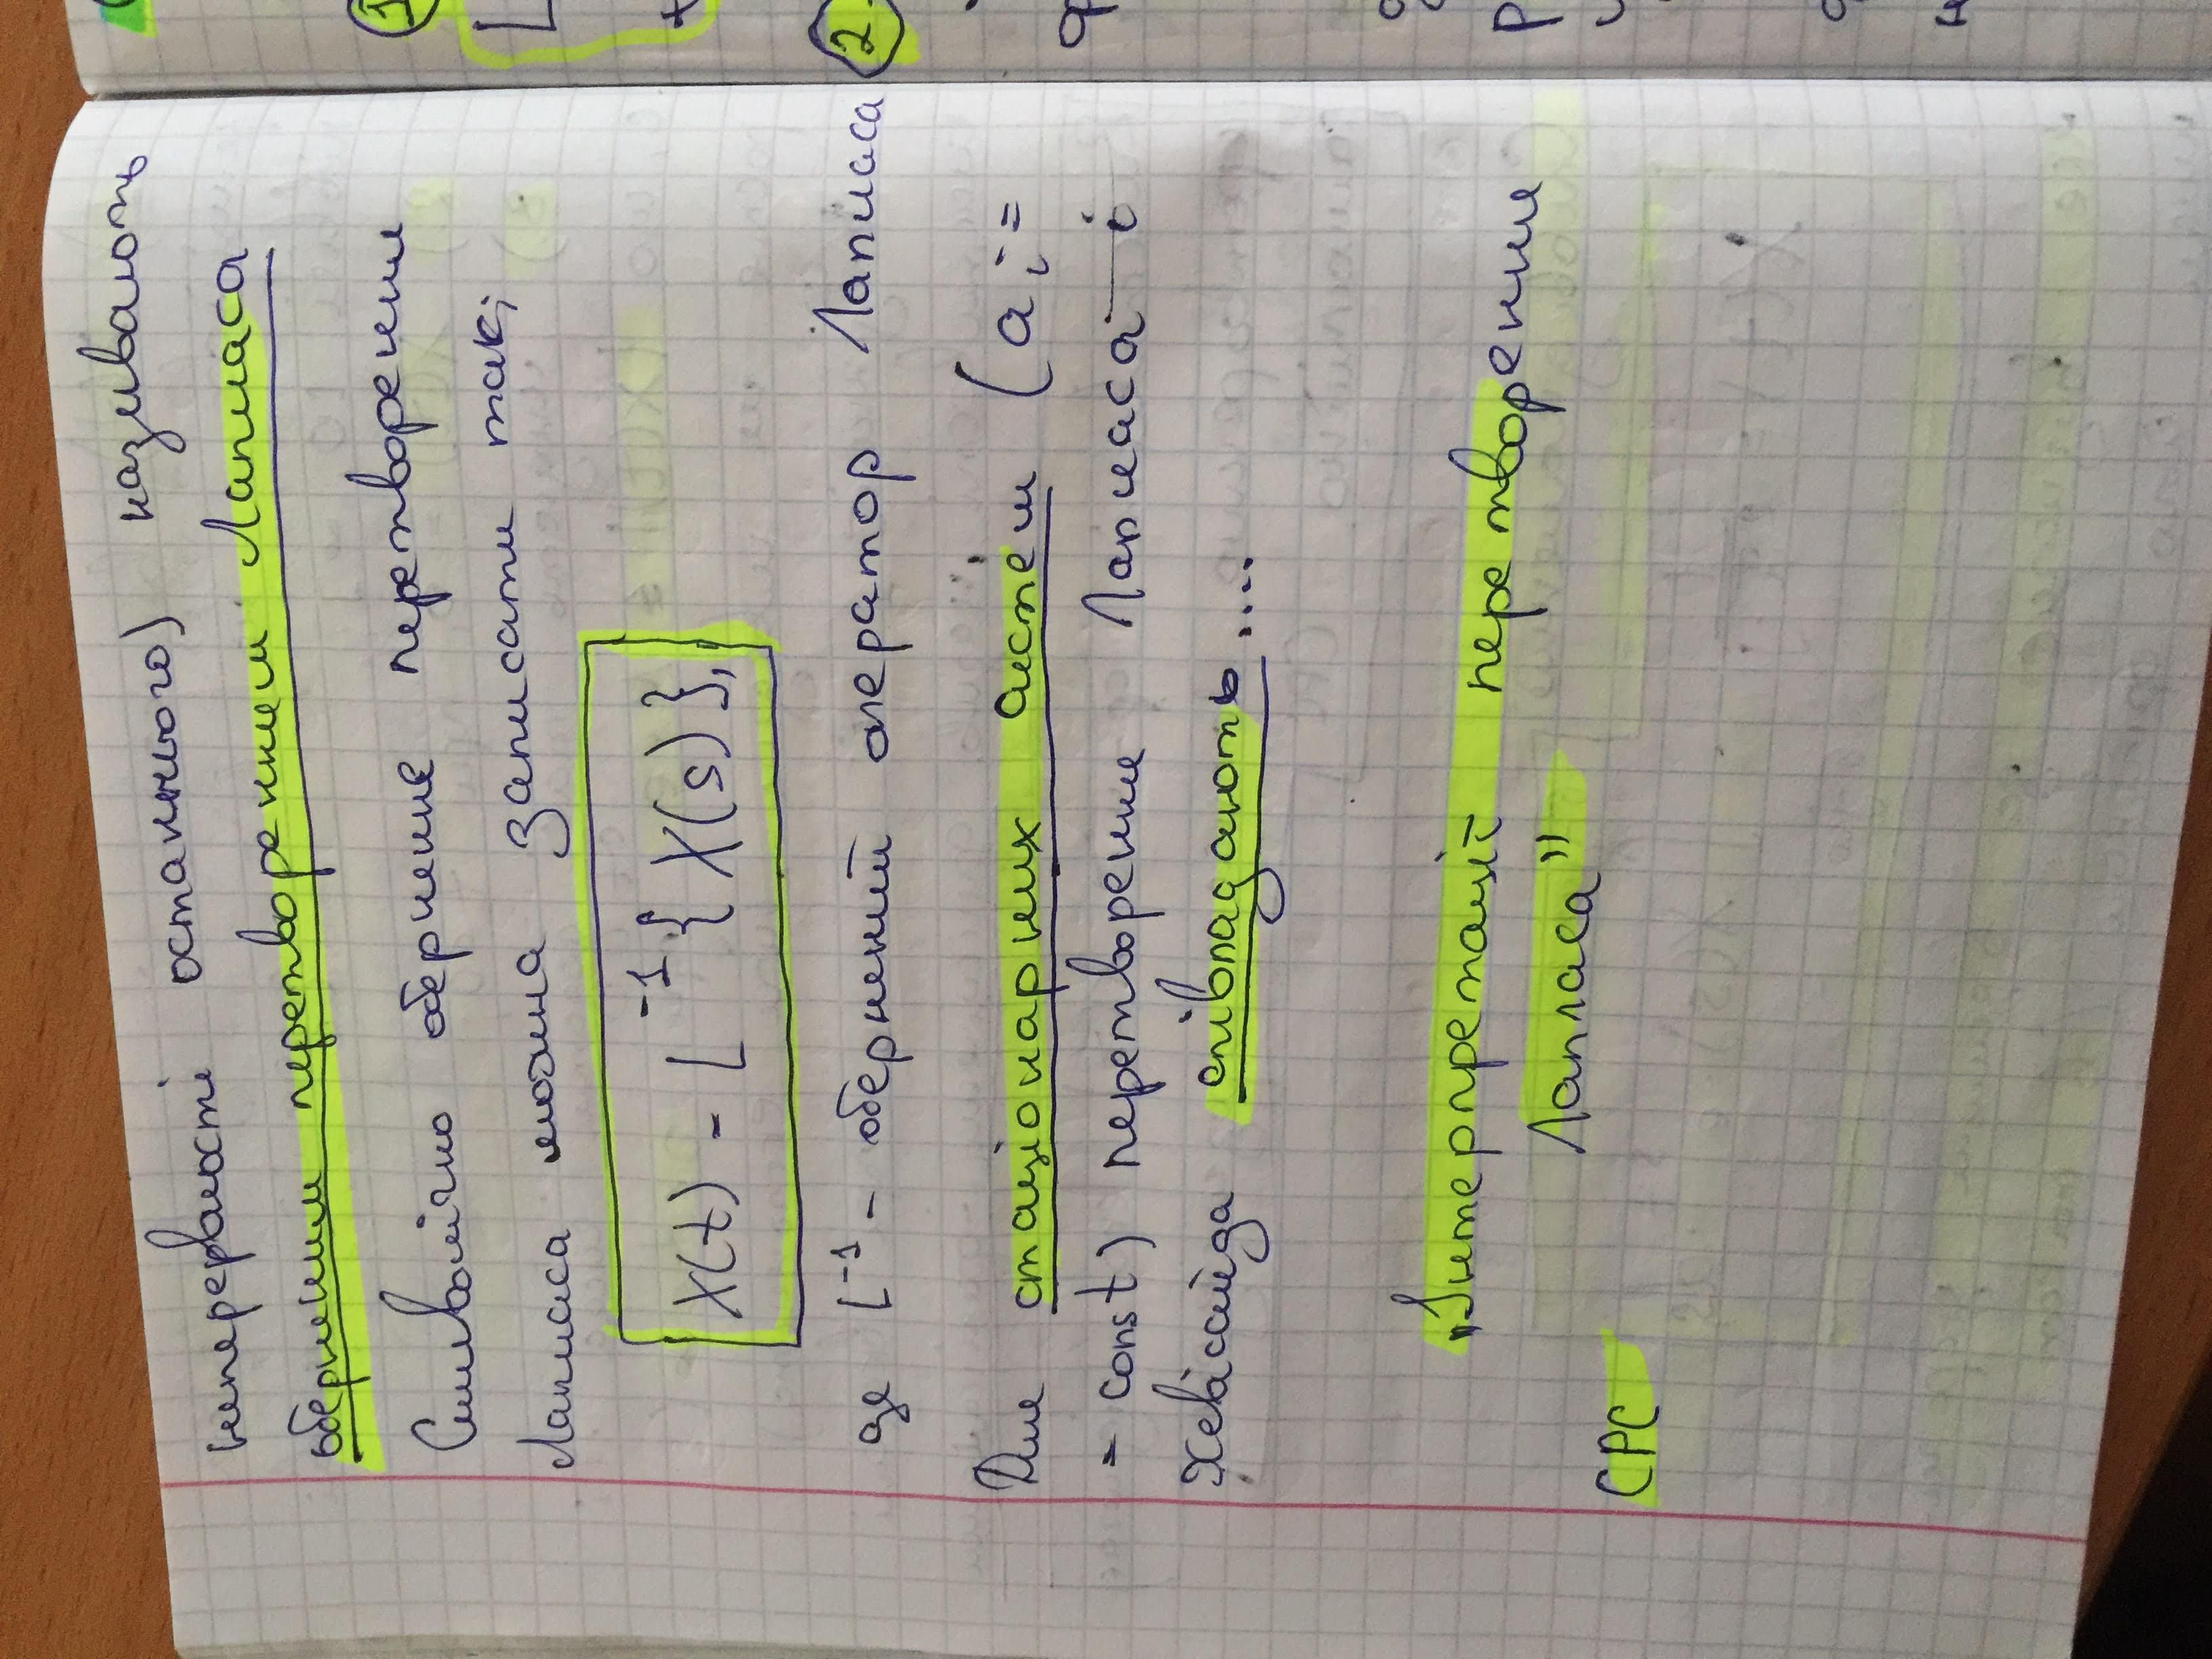 неперервності останнього) називають
оберненим перетворенням Лапласа
Символічно обернене перетворення
Лапласа можна записати так;
X(t) - L⁻¹{X(s)},
де L⁻¹ - обернений оператор Лапласа
Для стаціонарних систем (aᵢ =
= const) перетворення Лапласа і
Хевісайда співпадають....
„Інтерпретації перетворення
Лапласа”
СРС
1
L
+
2.